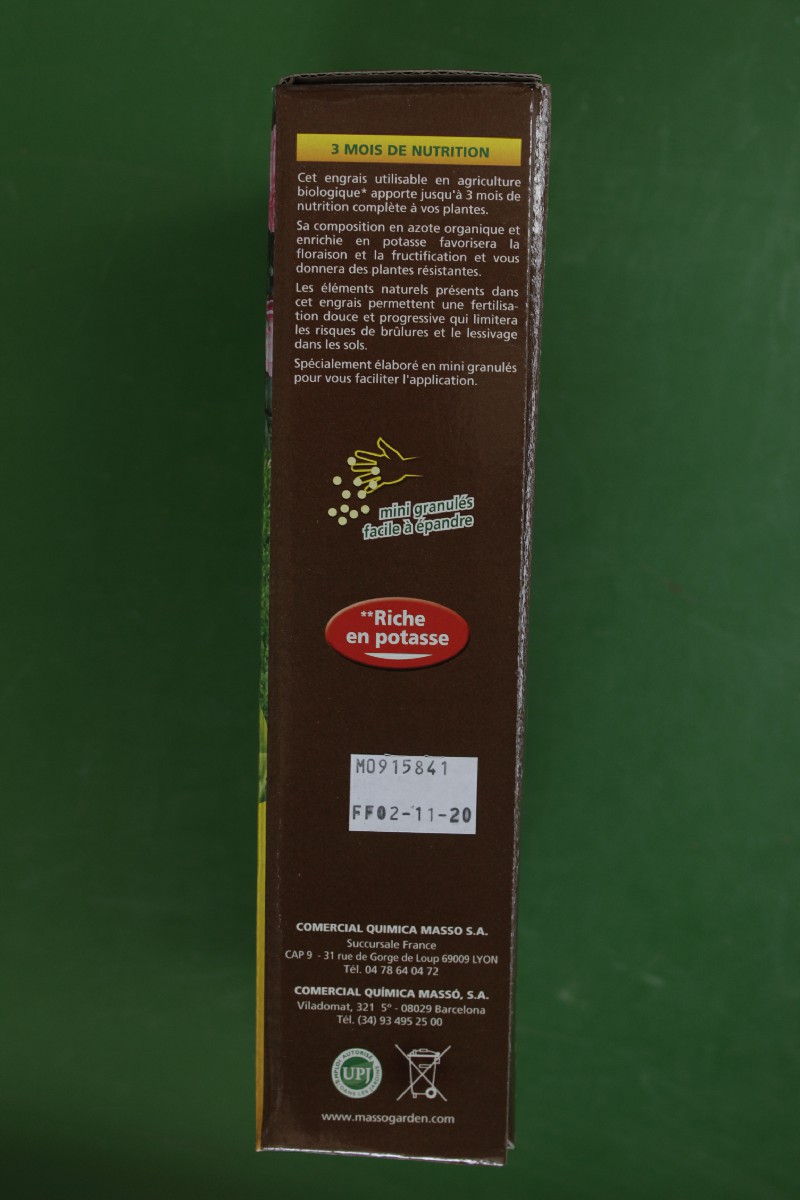 3 MOIS DE NUTRITION
Cet engrais utilisable en agriculture
biologique* apporte jusqu'à 3 mois de
nutrition complète à vos plantes.
Sa composition en azote organique et
enrichie en potasse favorisera la
floraison et la fructification et vous
donnera des plantes résistantes.
Les éléments naturels présents dans
cet engrais permettent une fertilisa-
tion douce et progressive qui limitera
les risques de brûlures et le lessivage
dans les sols.
Spécialement élaboré en mini granulés
pour vous faciliter l'application.
mini granulés
facile à épandre
**Riche
en potasse
M0915841
FF02-11-20
COMERCIAL QUIMICA MASSO S.A.
Succursale France
CAP 9 - 31 rue de Gorge de Loup 69009 LYON
Tél. 04 78 64 04 72
COMERCIAL QUÍMICA MASSÓ, S.A.
Viladomat, 321 5° - 08029 Barcelona
Tél. (34) 93 495 25 00
EMPLOI AUTORISÉ
DANS LES JARDINS
UPJ
www.massogarden.com